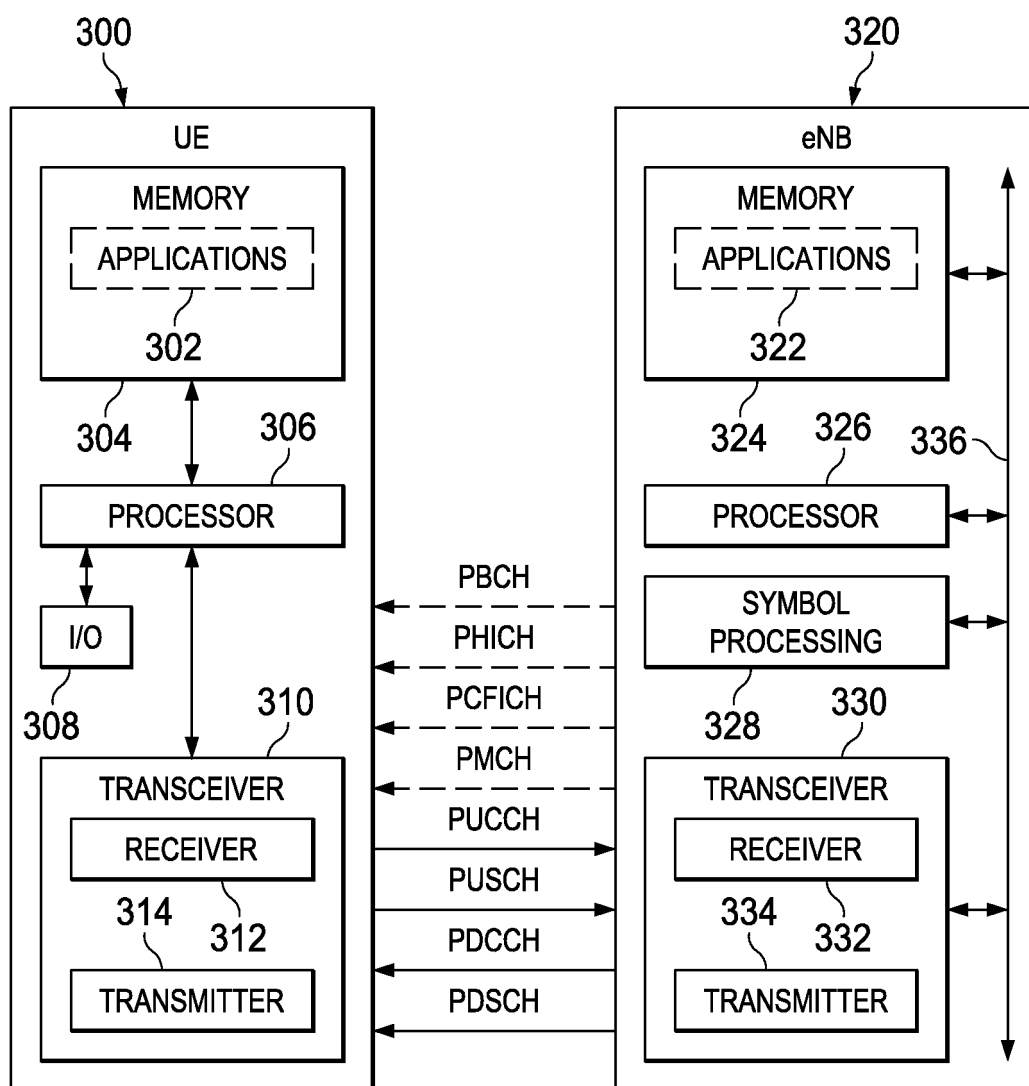 300
320
UE
MEMORY
APPLICATIONS
302
304
306
PROCESSOR
I/O
308
310
TRANSCEIVER
RECEIVER
312
314
TRANSMITTER
PBCH
PHICH
PCFICH
PMCH
PUCCH
PUSCH
PDCCH
PDSCH
eNB
MEMORY
APPLICATIONS
322
324
326
336
PROCESSOR
SYMBOL
PROCESSING
328
330
TRANSCEIVER
RECEIVER
332
334
TRANSMITTER